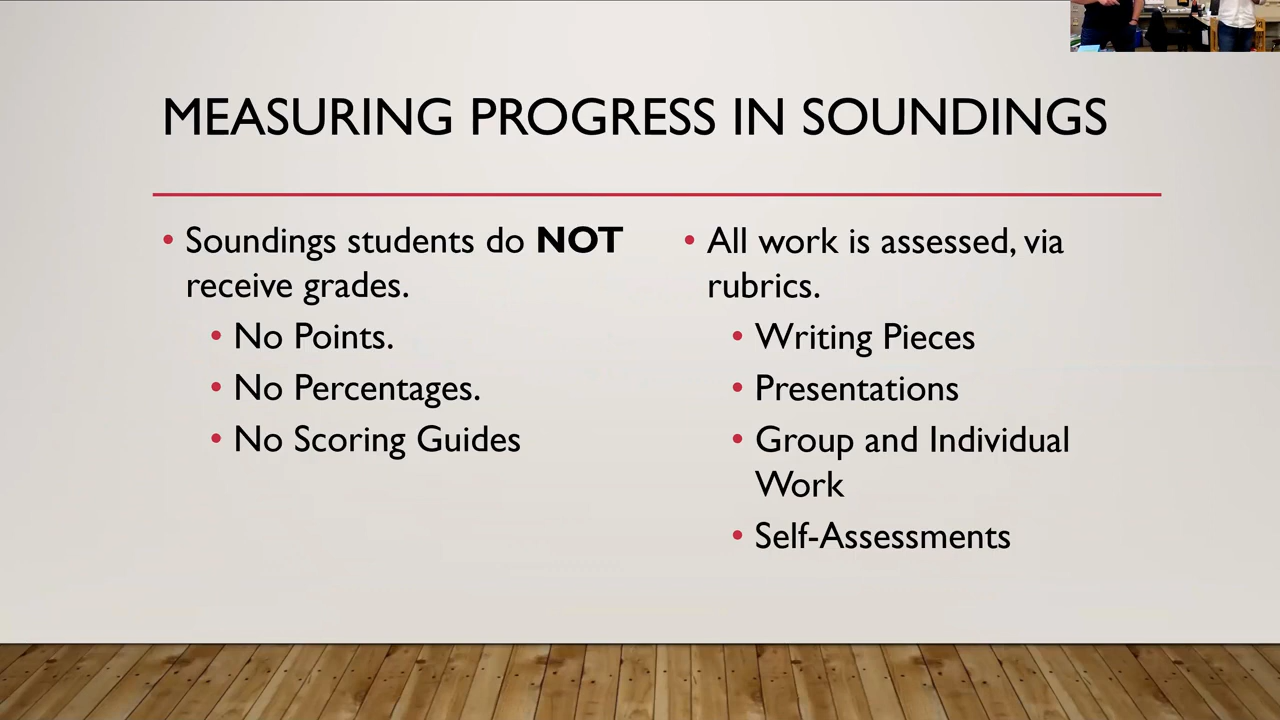 MEASURING PROGRESS IN SOUNDINGS
Soundings students do NOT
receive grades.
No Points.
No Percentages.
No Scoring Guides
All work is assessed, via
rubrics.
Writing Pieces
Presentations
Group and Individual
Work
Self-Assessments